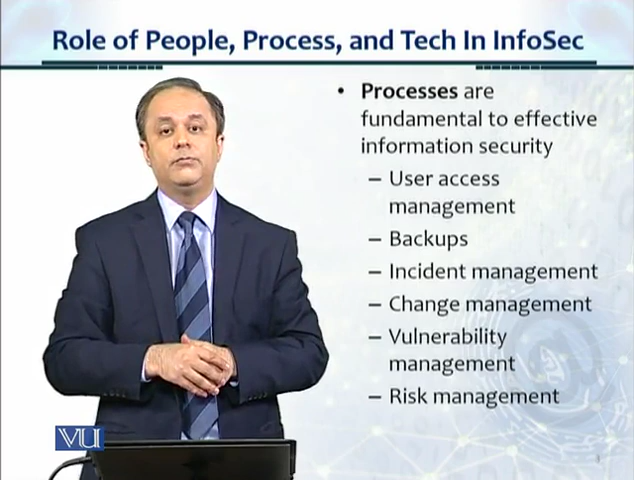 Role of People, Process, and Tech In InfoSec
• Processes are
fundamental to effective
information security
– User access
management
– Backups
– Incident management
– Change management
– Vulnerability
management
– Risk management
VU